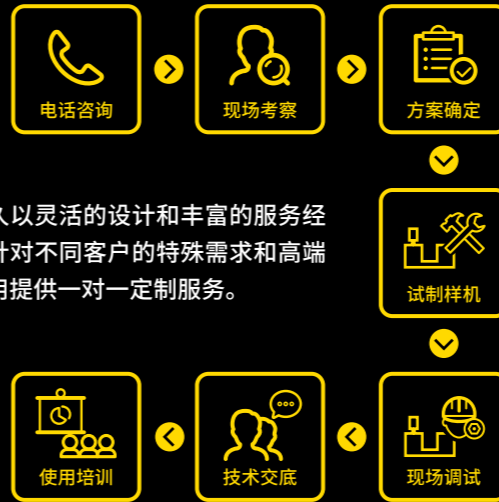 电话咨询
现场考察
方案确定
久以灵活的设计和丰富的服务经
针对不同客户的特殊需求和高端
用提供一对一定制服务。
试制样机
使用培训
技术交底
现场调试